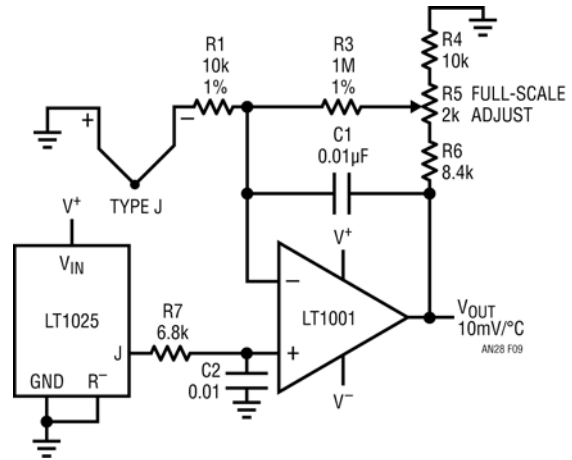 R1
10k
1%
R3
1M
1%
R4
10k
R5 FULL-SCALE
2k ADJUST
+
−
C1
0.01µF
R6
8.4k
TYPE J
V+
VIN
LT1025
J
GND R−
R7
6.8k
C2
0.01
V+
−
LT1001
+
V−
VOUT
10mV/°C
AN28 F09